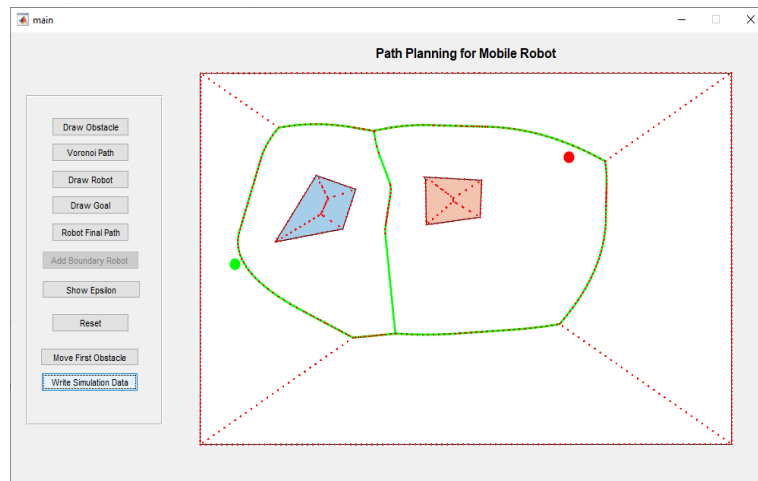 main
Path Planning for Mobile Robot
Draw Obstacle
Voronoi Path
Draw Robot
Draw Goal
Robot Final Path
Add Boundary Robot
Show Epsilon
Reset
Move First Obstacle
Write Simulation Data